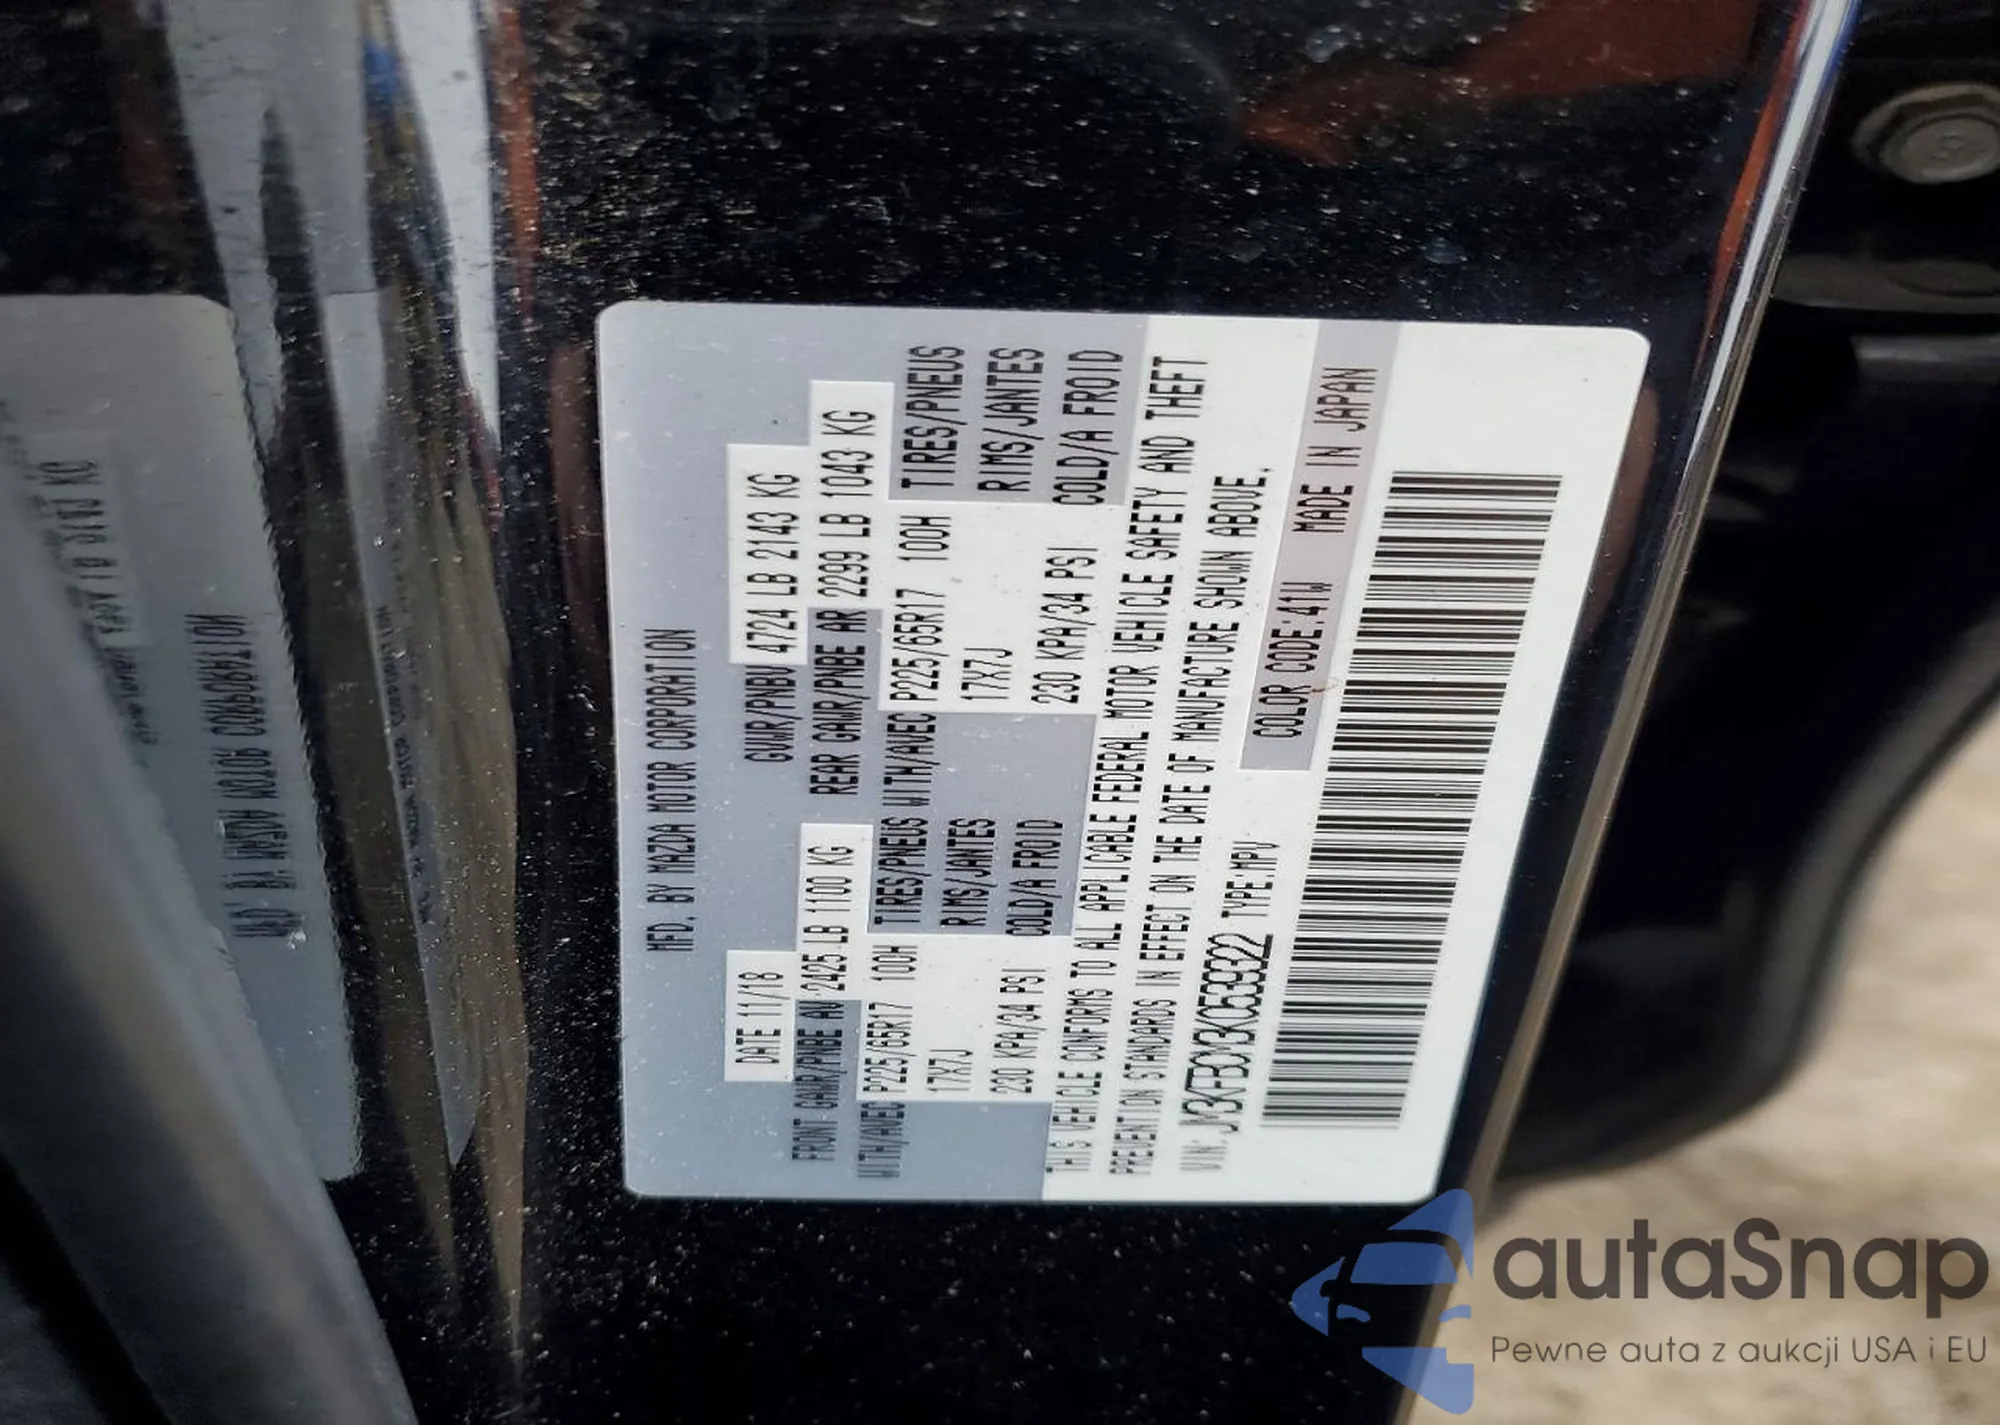 MFD. BY MAZDA MOTOR CORPORATION
DATE 11/18 GVWR/PNBV 4724 LB 2143 KG
FRONT GAWR/PNBE AV 2425 LB 1100 KG REAR GAWR/PNBE AR 2299 LB 1043 KG
WITH/AVEC P225/65R17 100H TIRES/PNEUS WITH/AVEC P225/65R17 100H TIRES/PNEUS
17X7J RIMS/JANTES 17X7J RIMS/JANTES
230 KPA/34 PSI COLD/A FROID 230 KPA/34 PSI COLD/A FROID
THIS VEHICLE CONFORMS TO ALL APPLICABLE FEDERAL MOTOR VEHICLE SAFETY AND THEFT
PREVENTION STANDARDS IN EFFECT ON THE DATE OF MANUFACTURE SHOWN ABOVE.
VIN: JM3KFBCM3K0539322 TYPE:MPV COLOR CODE:41W MADE IN JAPAN
autaSnap
Pewne auta z aukcji USA i EU